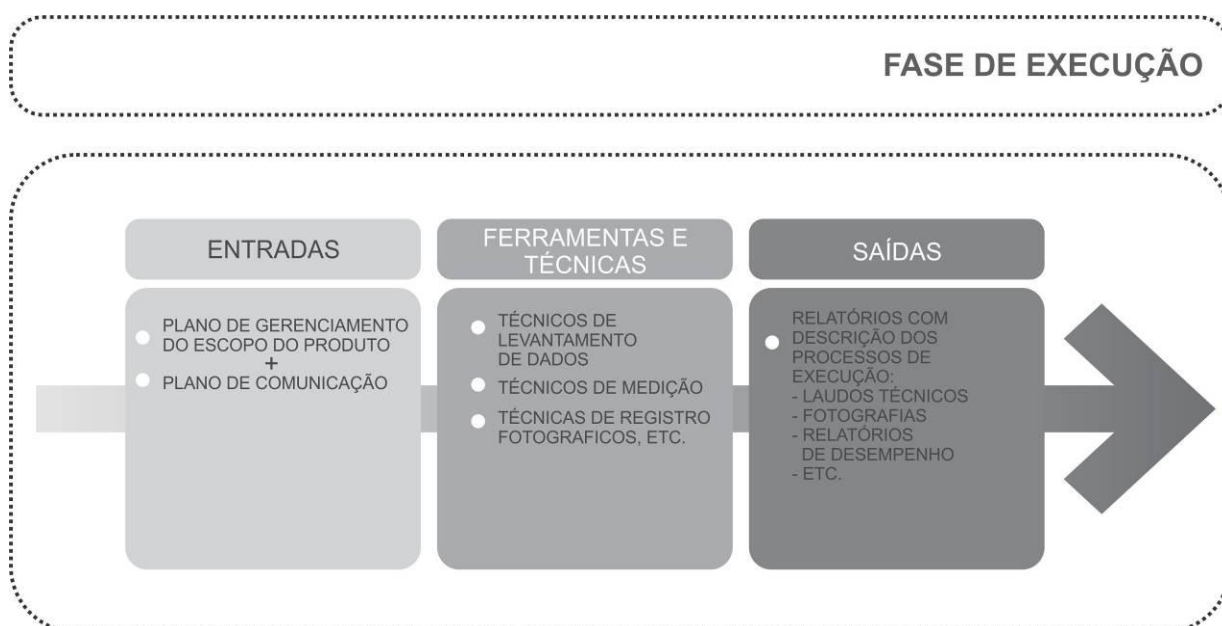 FASE DE EXECUÇÃO
ENTRADAS
PLANO DE GERENCIAMENTO
DO ESCOPO DO PRODUTO
+
PLANO DE COMUNICAÇÃO
FERRAMENTAS E
TÉCNICAS
TÉCNICOS DE
LEVANTAMENTO
DE DADOS
TÉCNICOS DE MEDIÇÃO
TÉCNICAS DE REGISTRO
FOTOGRAFICOS, ETC.
SAÍDAS
RELATÓRIOS COM
DESCRIÇÃO DOS
PROCESSOS DE
EXECUÇÃO:
- LAUDOS TÉCNICOS
- FOTOGRAFIAS
- RELATÓRIOS
DE DESEMPENHO
- ETC.